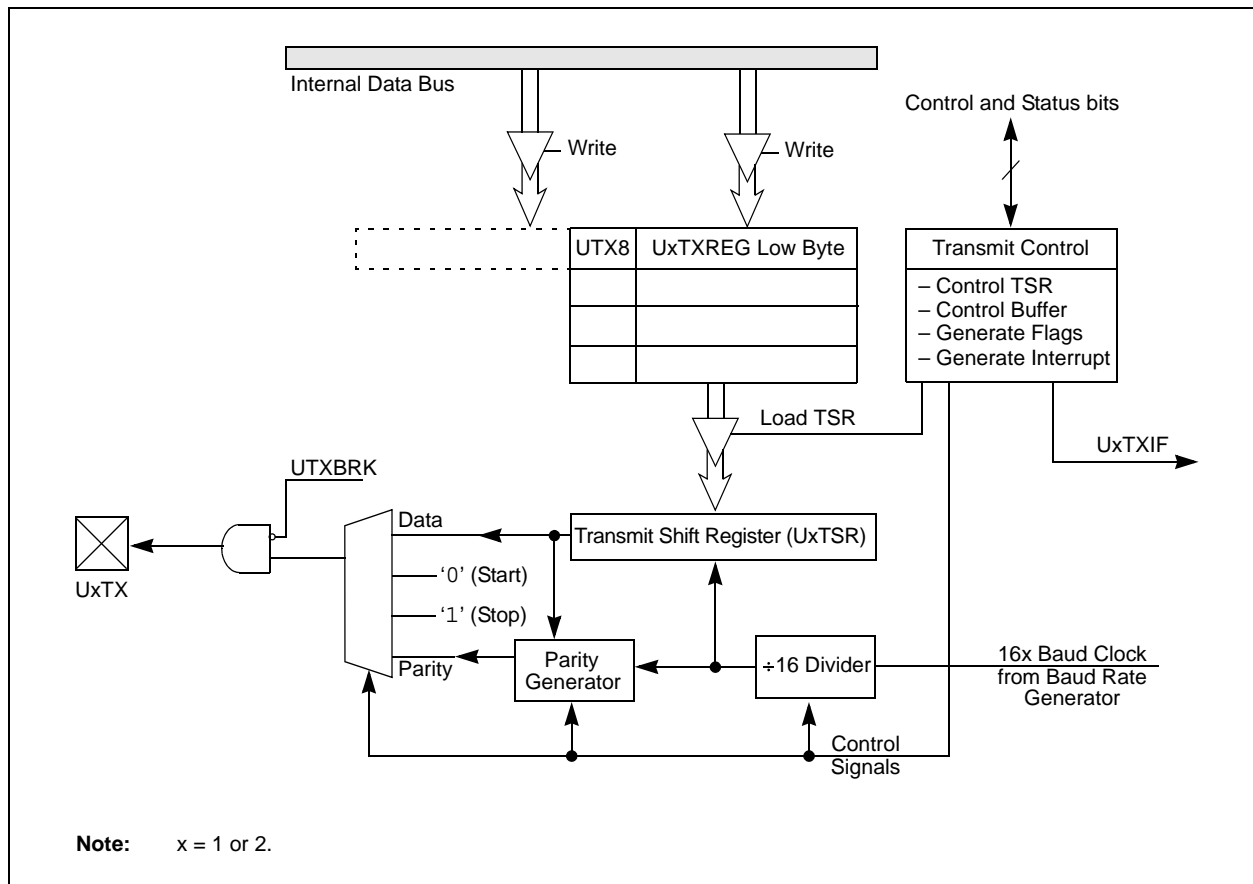 Internal Data Bus
Control and Status bits
Write
Write
UTX8
UxTXREG Low Byte
Transmit Control
– Control TSR
– Control Buffer
– Generate Flags
– Generate Interrupt
Load TSR
UxTXIF
UTXBRK
Data
Transmit Shift Register (UxTSR)
UxTX
‘0’ (Start)
‘1’ (Stop)
Parity
Parity
Generator
÷16 Divider
16x Baud Clock
from Baud Rate
Generator
Control
Signals
Note: x = 1 or 2.